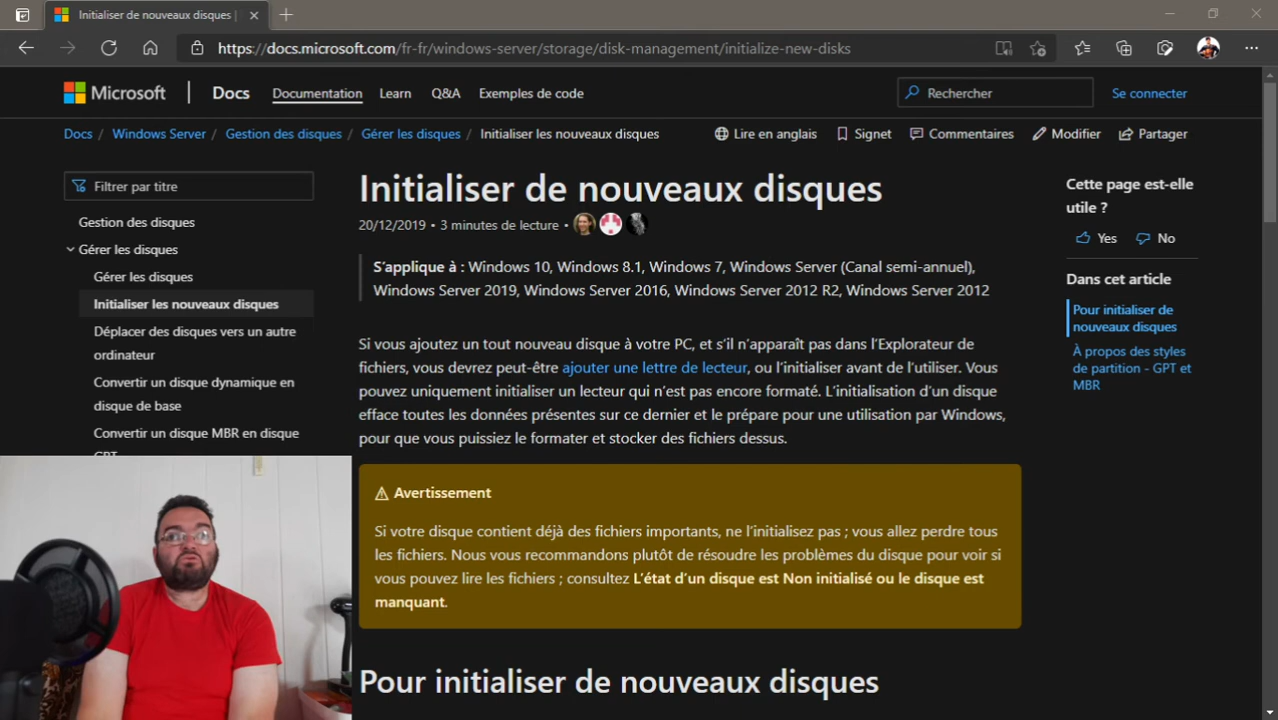 Initialiser de nouveaux disques |
https://docs.microsoft.com/fr-fr/windows-server/storage/disk-management/initialize-new-disks
Microsoft
Docs
Documentation
Learn
Q&A
Exemples de code
Rechercher
Se connecter
Docs / Windows Server / Gestion des disques / Gérer les disques / Initialiser les nouveaux disques
Lire en anglais
Signet
Commentaires
Modifier
Partager
Filtrer par titre
Gestion des disques
Gérer les disques
Gérer les disques
Initialiser les nouveaux disques
Déplacer des disques vers un autre
ordinateur
Convertir un disque dynamique en
disque de base
Convertir un disque MBR en disque
GPT
Initialiser de nouveaux disques
20/12/2019 • 3 minutes de lecture •
S'applique à : Windows 10, Windows 8.1, Windows 7, Windows Server (Canal semi-annuel),
Windows Server 2019, Windows Server 2016, Windows Server 2012 R2, Windows Server 2012
Si vous ajoutez un tout nouveau disque à votre PC, et s'il n'apparaît pas dans l'Explorateur de
fichiers, vous devrez peut-être ajouter une lettre de lecteur, ou l'initialiser avant de l'utiliser. Vous
pouvez uniquement initialiser un lecteur qui n'est pas encore formaté. L'initialisation d'un disque
efface toutes les données présentes sur ce dernier et le prépare pour une utilisation par Windows,
pour que vous puissiez le formater et stocker des fichiers dessus.
Avertissement
Si votre disque contient déjà des fichiers importants, ne l'initialisez pas ; vous allez perdre tous
les fichiers. Nous vous recommandons plutôt de résoudre les problèmes du disque pour voir si
vous pouvez lire les fichiers ; consultez L'état d'un disque est Non initialisé ou le disque est
manquant.
Pour initialiser de nouveaux disques
Cette page est-elle
utile ?
Yes
No
Dans cet article
Pour initialiser de
nouveaux disques
À propos des styles
de partition - GPT et
MBR